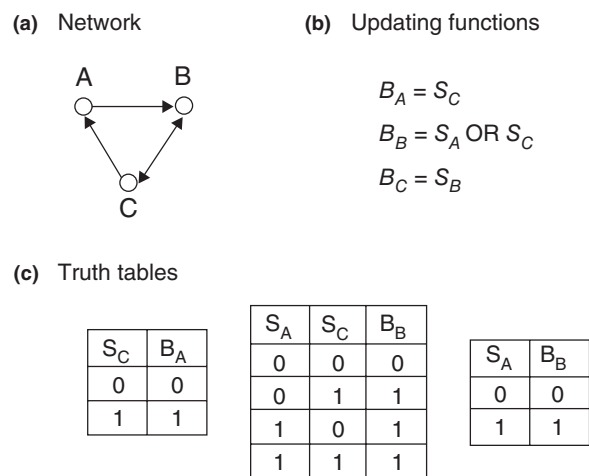 (a) Network
A B
C
(b) Updating functions
B_A = S_C
B_B = S_A OR S_C
B_C = S_B
(c) Truth tables
S_C B_A
0 0
1 1
S_A S_C B_B
0 0 0
0 1 1
1 0 1
1 1 1
S_A B_B
0 0
1 1